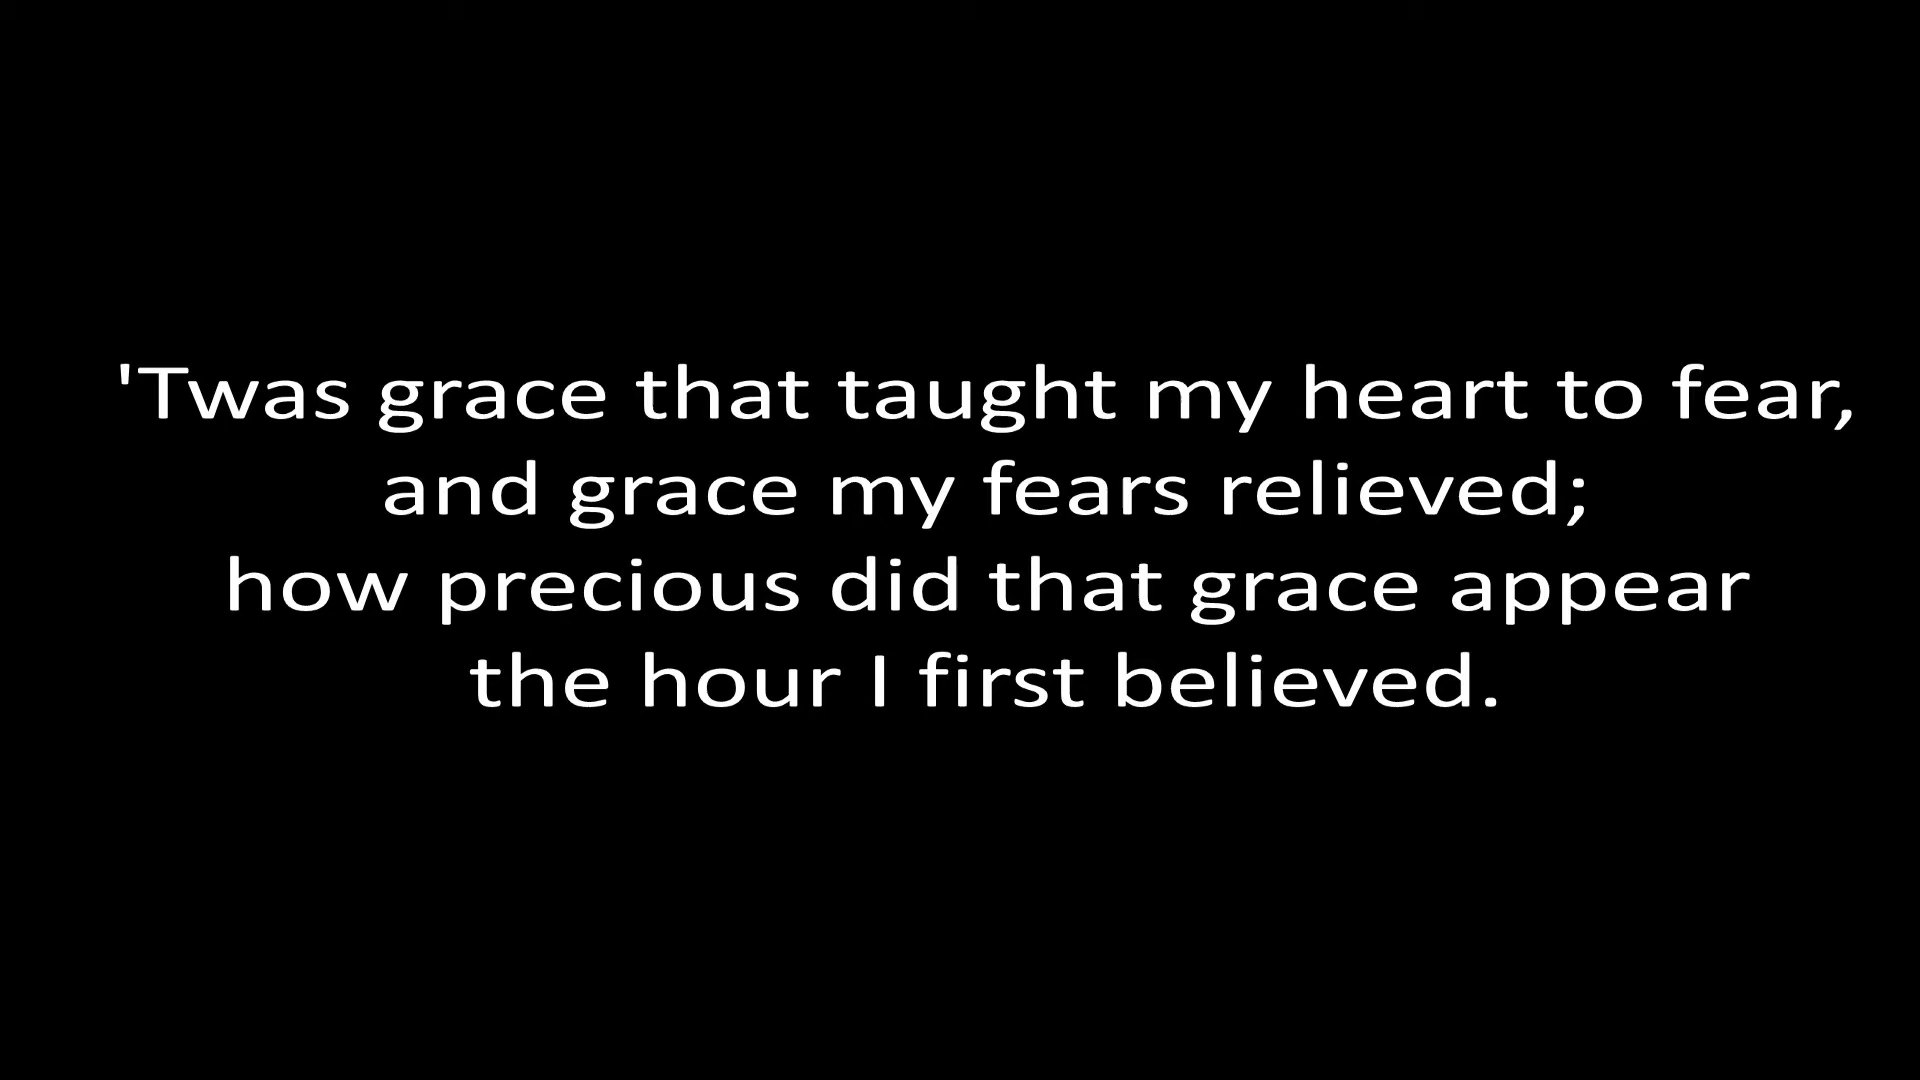 'Twas grace that taught my heart to fear,
and grace my fears relieved;
how precious did that grace appear
the hour I first believed.